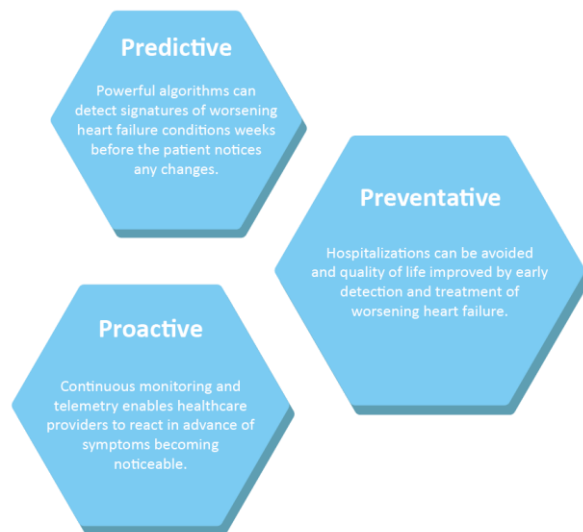 Predictive
Powerful algorithms can
detect signatures of worsening
heart failure conditions weeks
before the patient notices
any changes.
Preventative
Hospitalizations can be avoided
and quality of life improved by early
detection and treatment of
worsening heart failure.
Proactive
Continuous monitoring and
telemetry enables healthcare
providers to react in advance of
symptoms becoming
noticeable.